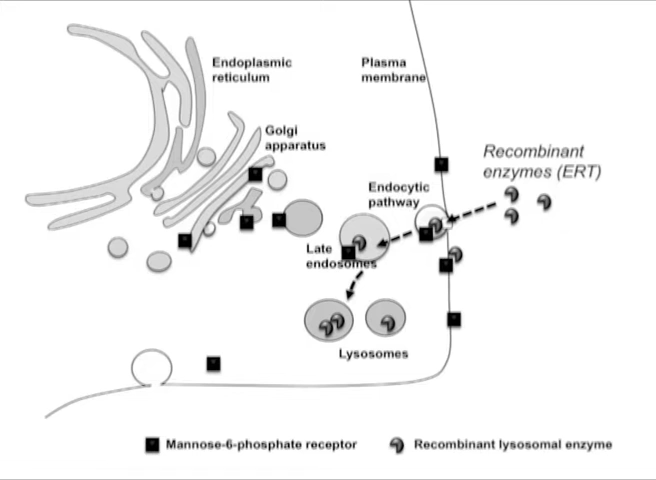 Endoplasmic
reticulum
Plasma
membrane
Golgi
apparatus
Recombinant
enzymes (ERT)
Endocytic
pathway
Late
endosomes
Lysosomes
Mannose-6-phosphate receptor
Recombinant lysosomal enzyme